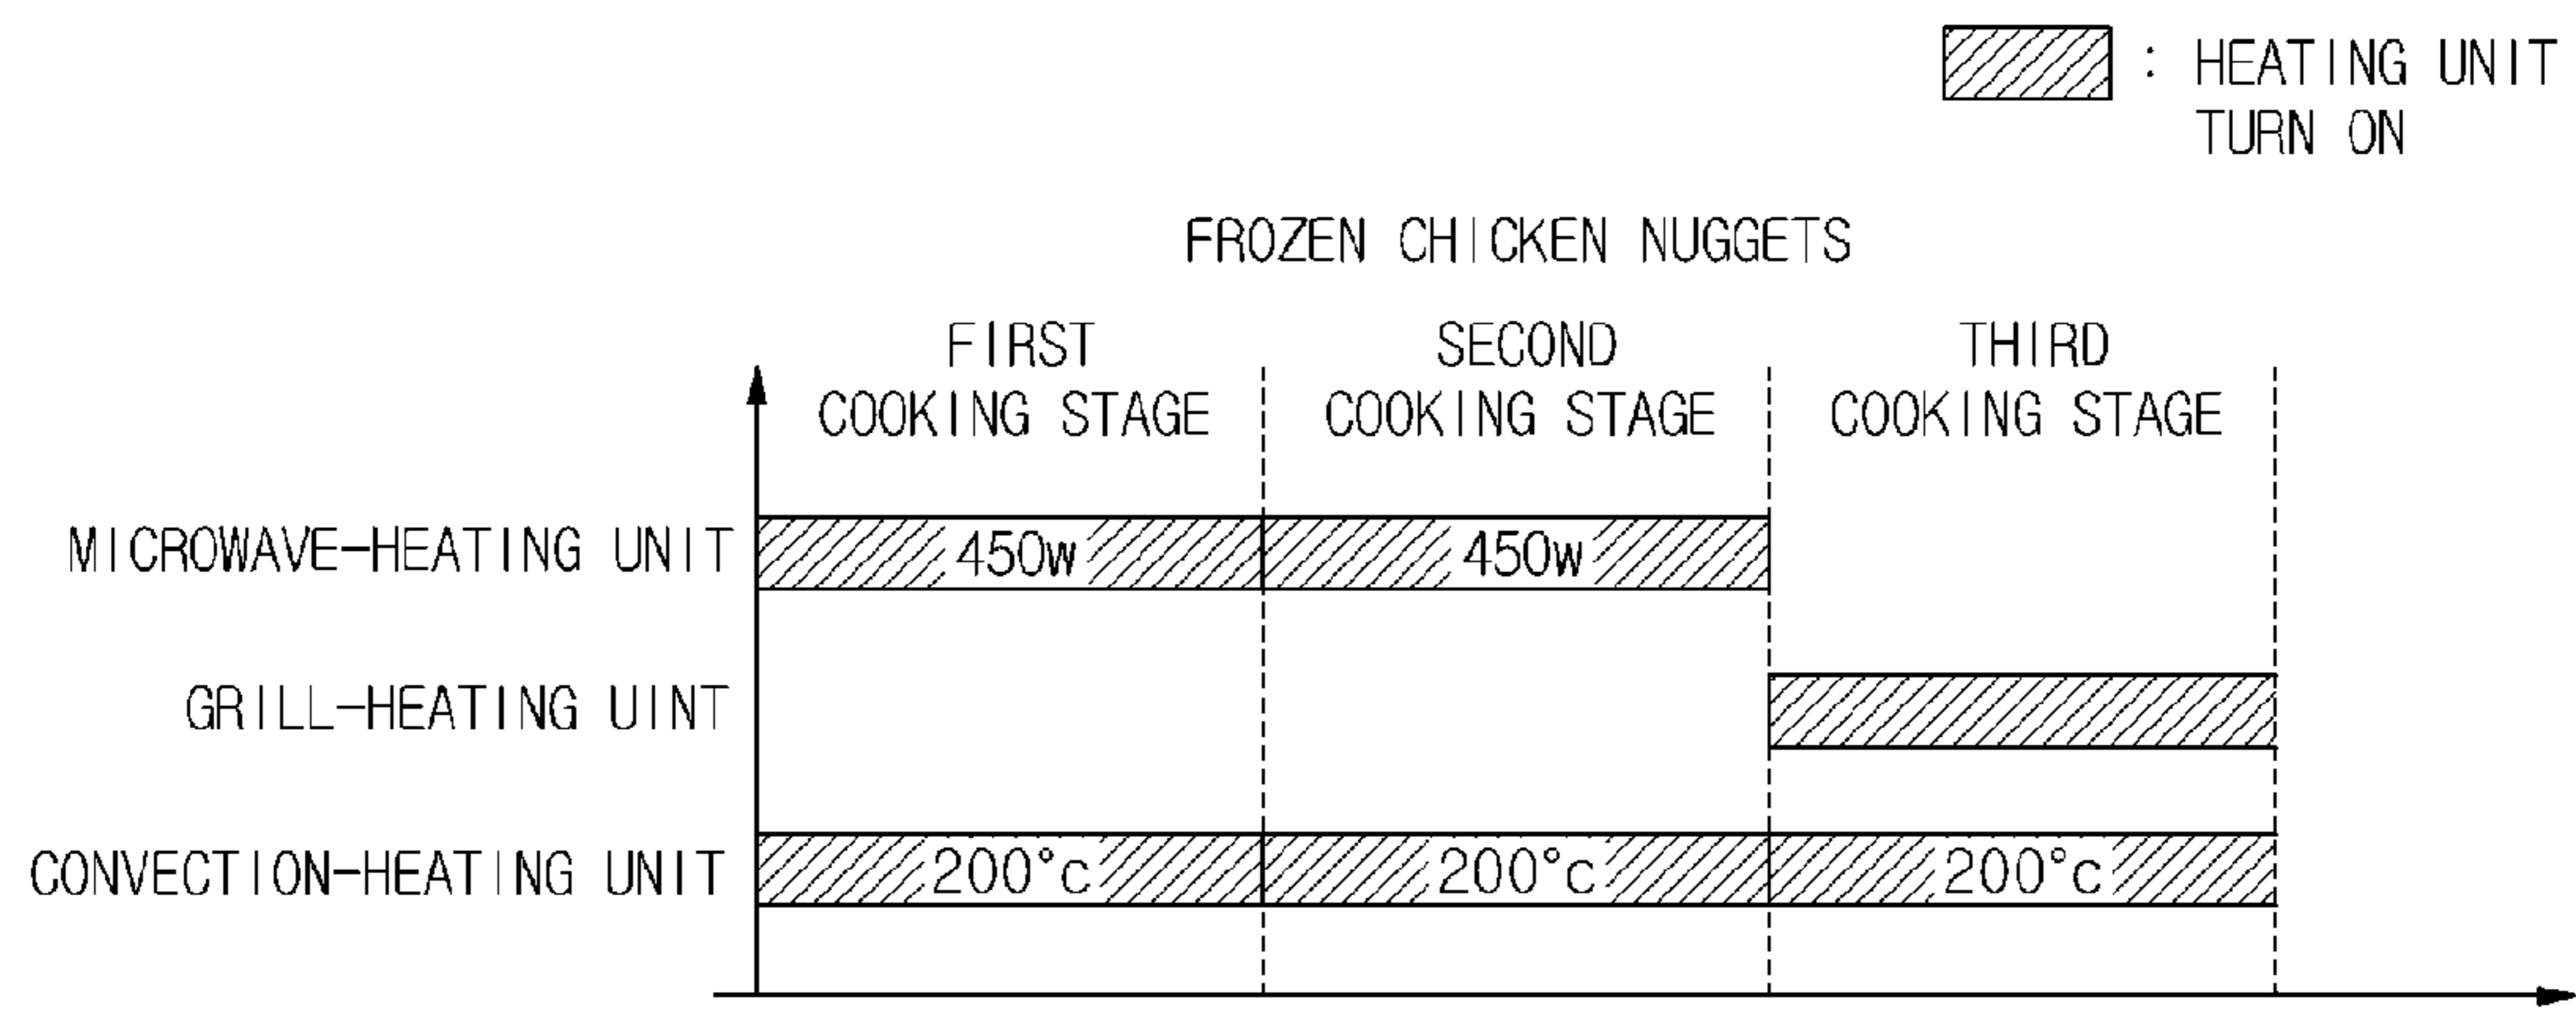 : HEATING UNIT
TURN ON
FROZEN CHICKEN NUGGETS
FIRST
COOKING STAGE
SECOND
COOKING STAGE
THIRD
COOKING STAGE
MICROWAVE-HEATING UNIT
450w
450w
GRILL-HEATING UINT
CONVECTION-HEATING UNIT
200°c
200°c
200°c